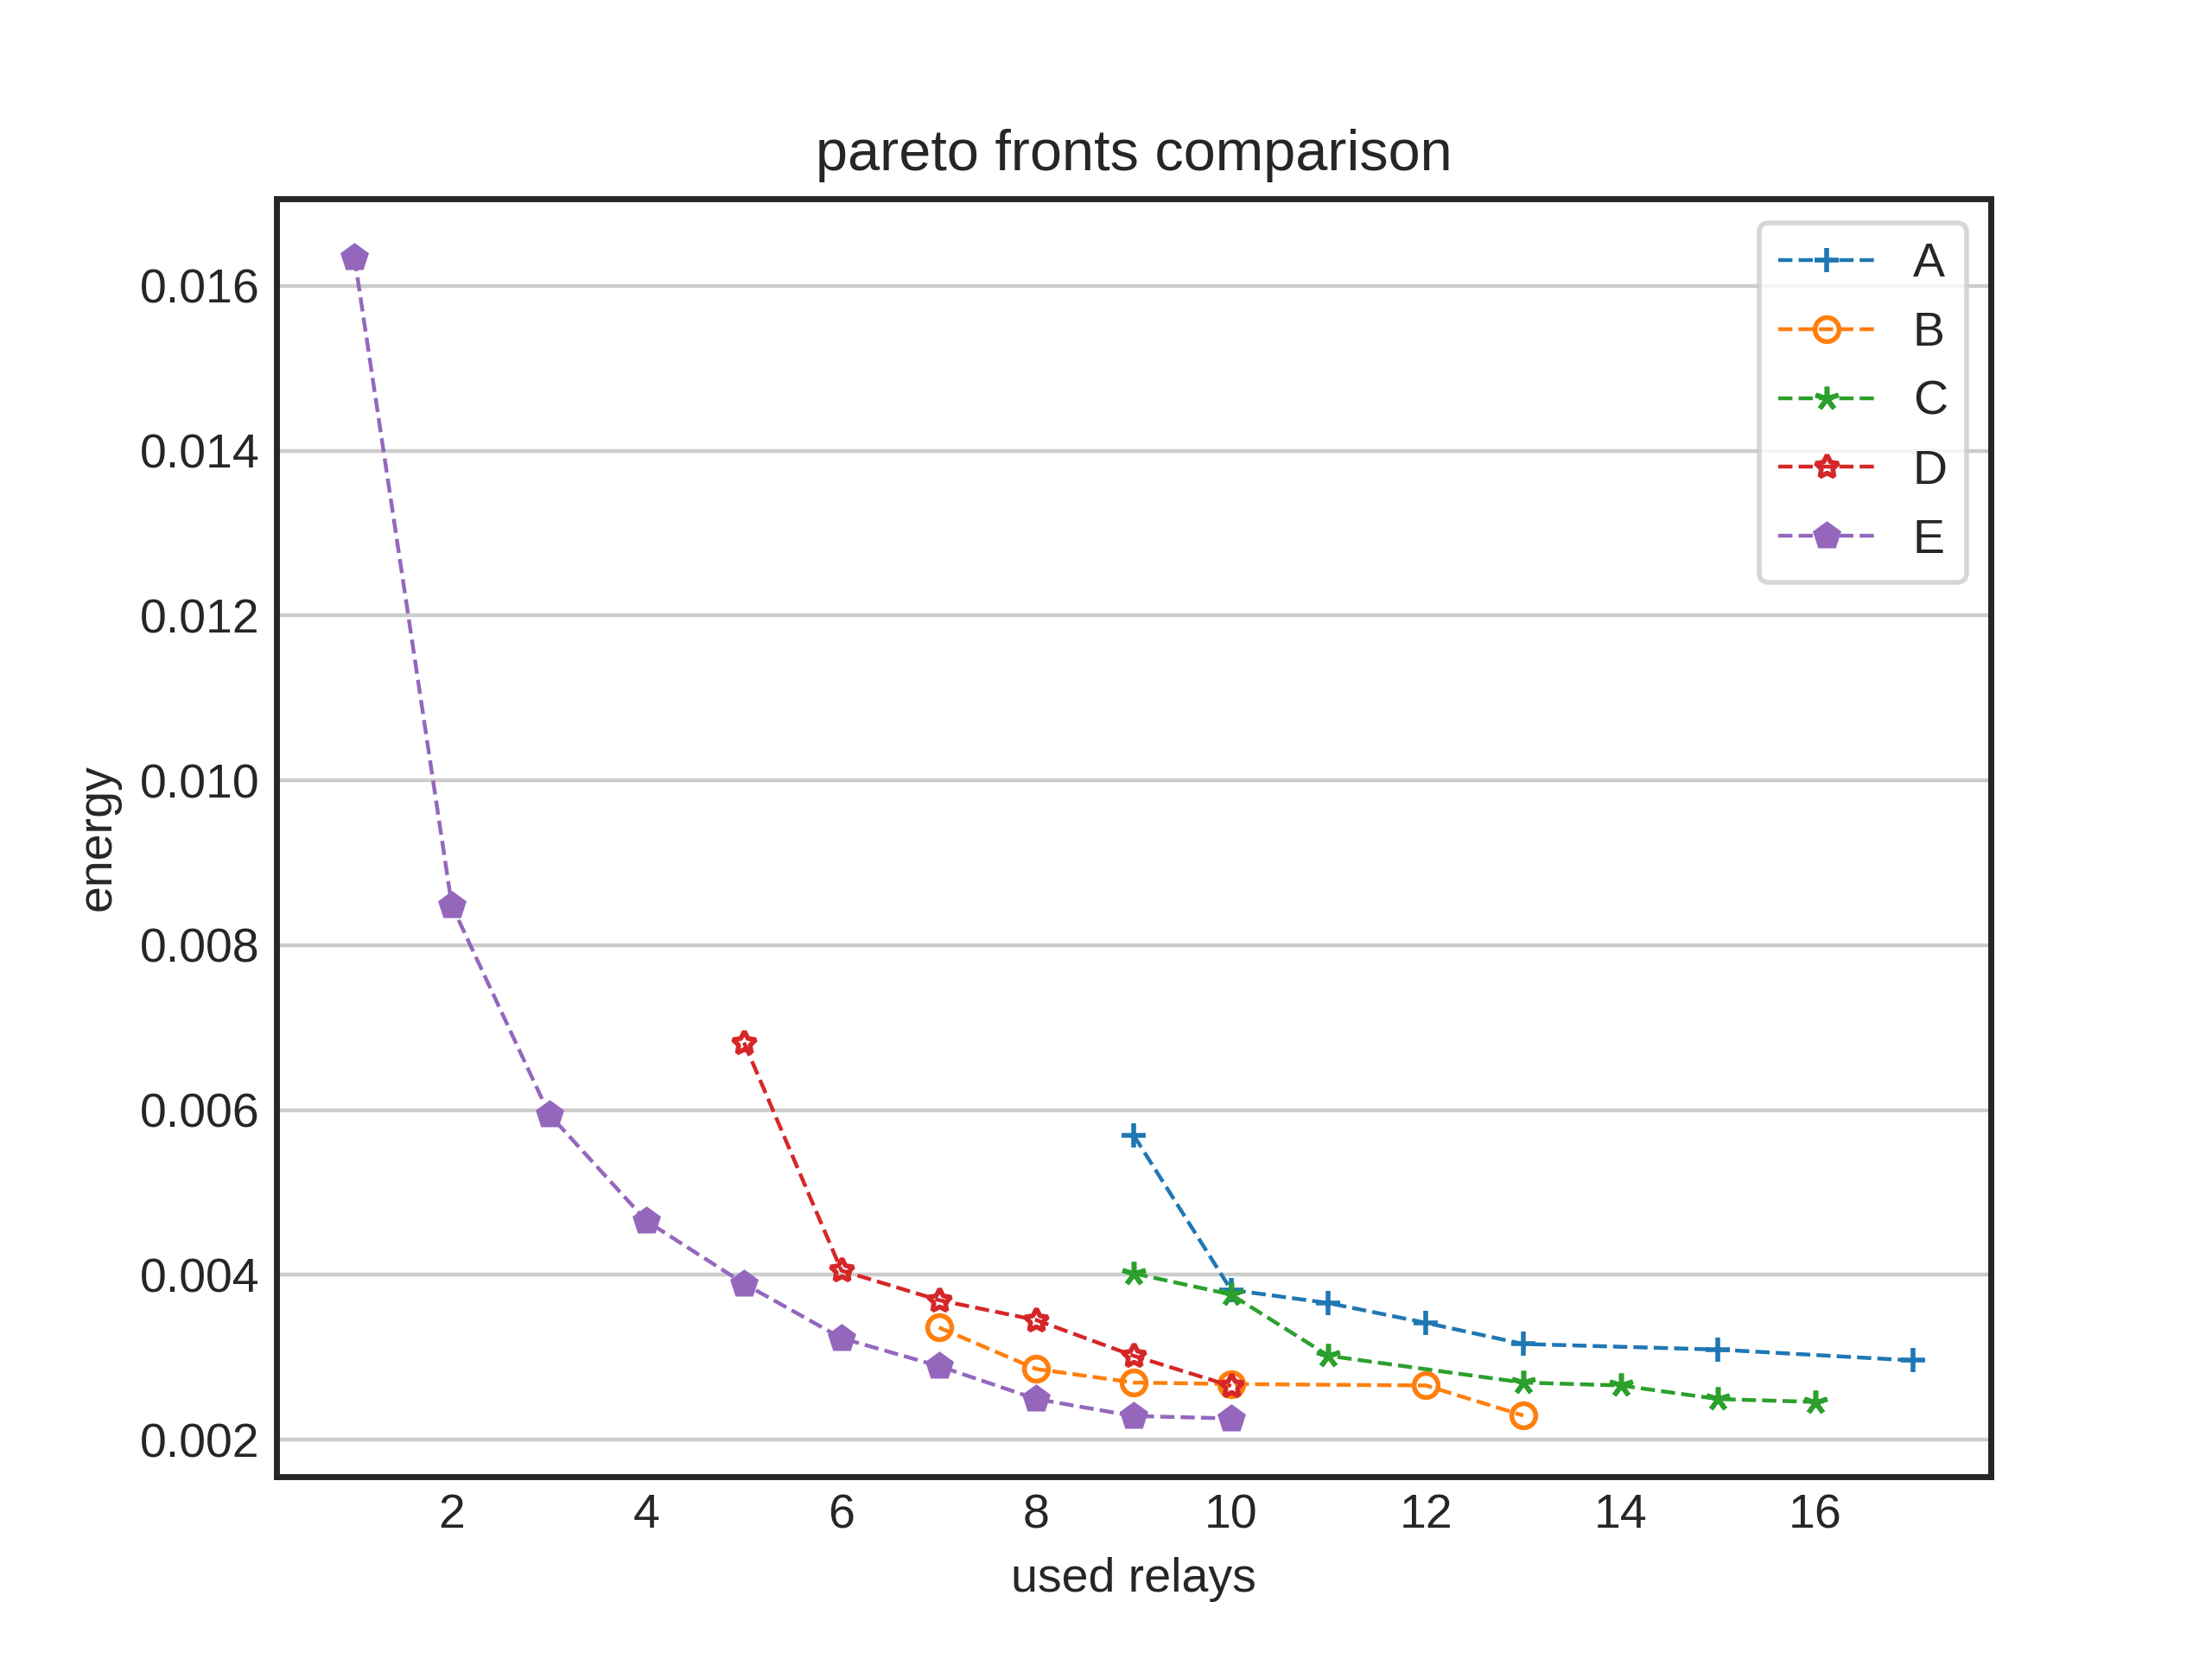 pareto fronts comparison
A
B
C
D
E
0.016
0.014
0.012
0.010
0.008
0.006
0.004
0.002
energy
2 4 6 8 10 12 14 16
used relays